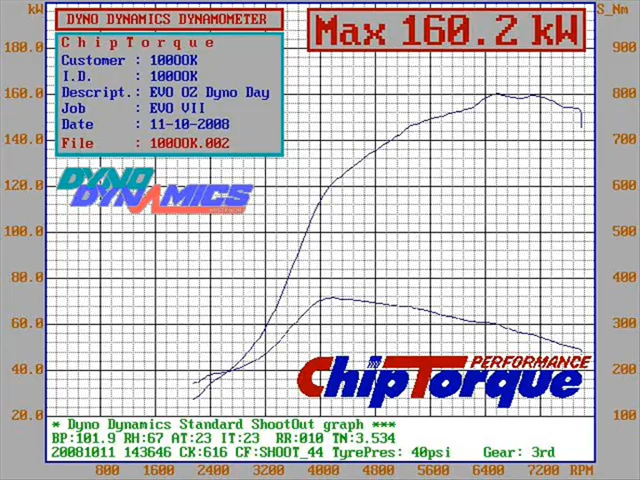 kW
DYNO DYNAMICS DYNAMOMETER
Max 160.2 kW
S_Nm
ChipTorque
Customer : 100OOK
I.D. : 100OOK
Descript.: EVO OZ Dyno Day
Job : EVO VII
Date : 11-10-2008
File : 100OOK.002
DYNO
DYNAMICS
180.0
160.0
140.0
120.0
100.0
80.0
60.0
40.0
20.0
900
800
700
600
500
400
300
200
100
ChipTorque
PERFORMANCE
* Dyno Dynamics Standard ShootOut graph ***
BP:101.9 RH:67 AT:23 IT:23 RR:010 TN:3.534
20081011 143646 CK:616 CF:SHOOT_44 TyrePres: 40psi Gear: 3rd
800 1600 2400 3200 4000 4800 5600 6400 7200 RPM